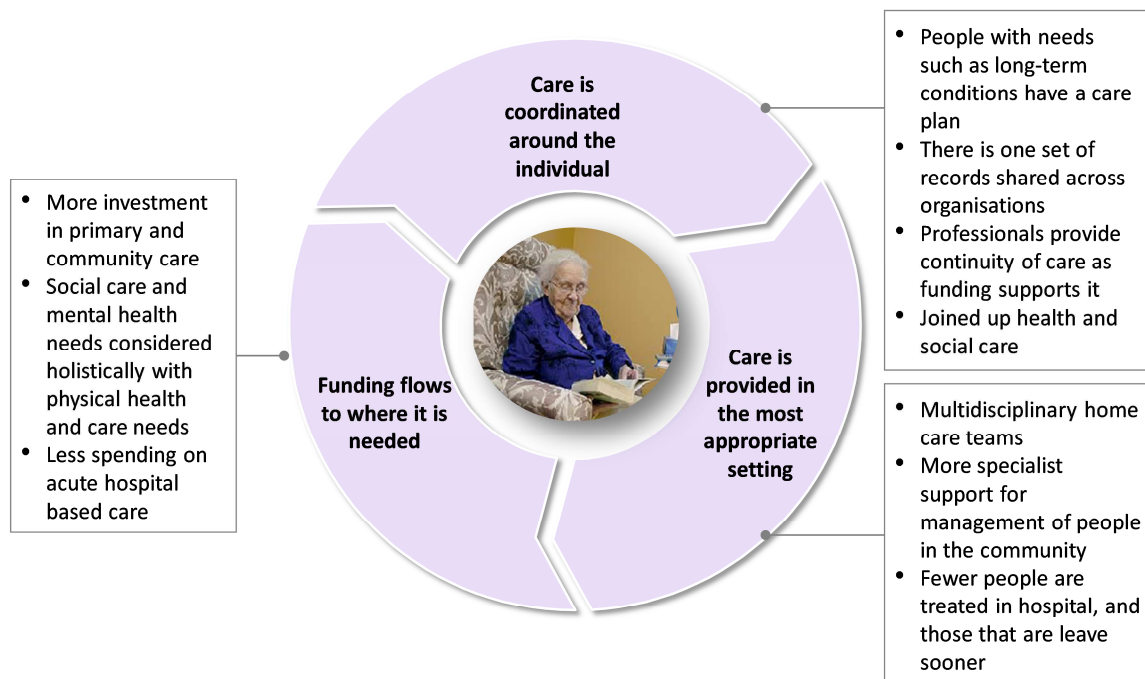 Care is
coordinated
around the
individual
• People with needs
such as long-term
conditions have a care
plan
• There is one set of
records shared across
organisations
• Professionals provide
continuity of care as
funding supports it
• Joined up health and
social care
Care is
provided in
the most
appropriate
setting
• Multidisciplinary home
care teams
• More specialist
support for
management of people
in the community
• Fewer people are
treated in hospital, and
those that are leave
sooner
Funding flows
to where it is
needed
• More investment
in primary and
community care
• Social care and
mental health
needs considered
holistically with
physical health
and care needs
• Less spending on
acute hospital
based care